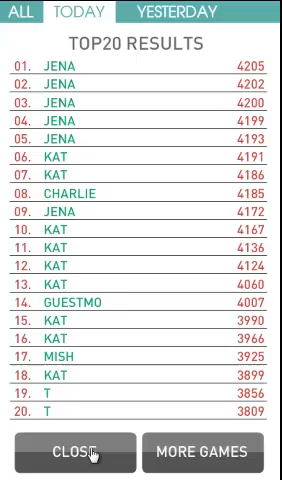 ALL TODAY YESTERDAY
TOP20 RESULTS
01. JENA 4205
02. JENA 4202
03. JENA 4200
04. JENA 4199
05. JENA 4193
06. KAT 4191
07. KAT 4186
08. CHARLIE 4185
09. JENA 4172
10. KAT 4167
11. KAT 4136
12. KAT 4124
13. KAT 4060
14. GUESTMO 4007
15. KAT 3990
16. KAT 3966
17. MISH 3925
18. KAT 3899
19. T 3856
20. T 3809
CLOSE MORE GAMES